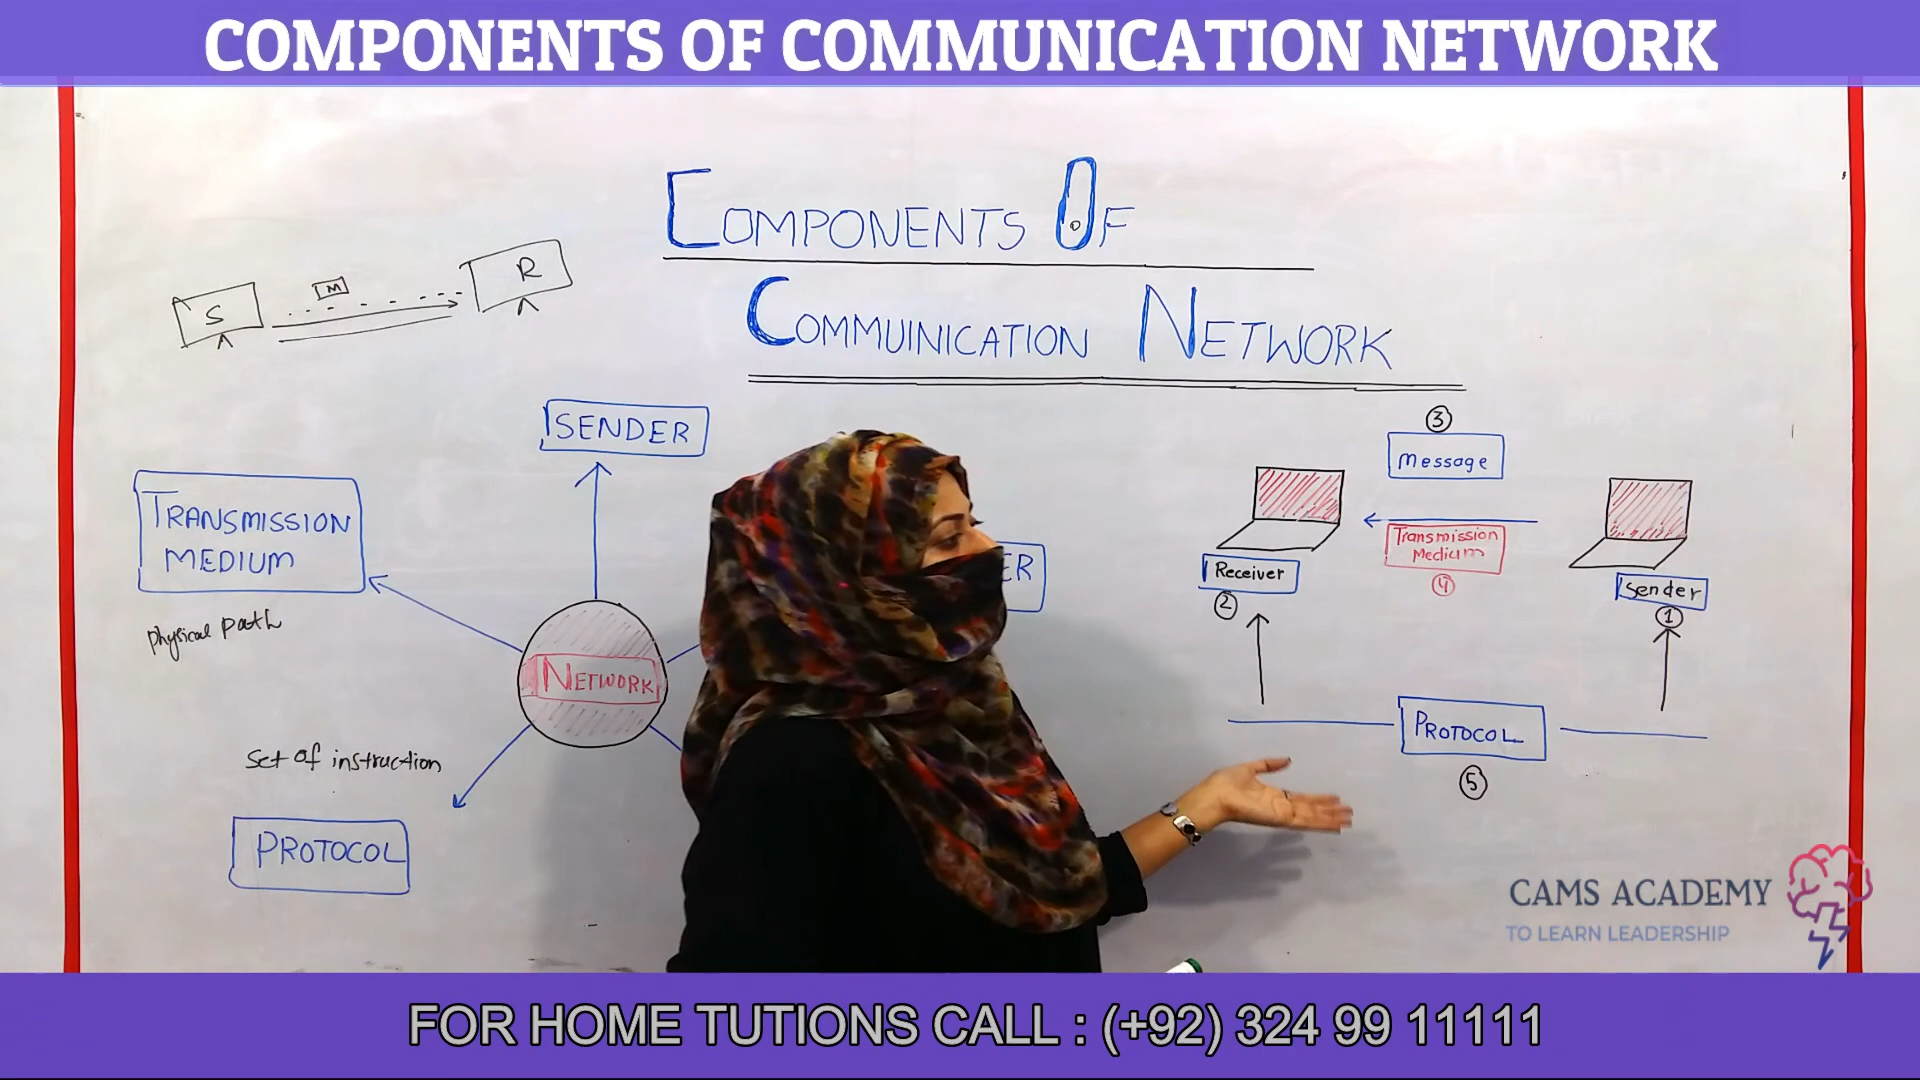 COMPONENTS OF COMMUNICATION NETWORK
COMPONENTS OF
COMMUINICATION NETWORK
S
M
R
SENDER
TRANSMISSION
MEDIUM
physical path
NETWORK
ER
set of instruction
PROTOCOL
3
Message
Transmission
Medium
4
Receiver
2
Sender
1
PROTOCOL
5
CAMS ACADEMY
TO LEARN LEADERSHIP
FOR HOME TUTIONS CALL : (+92) 324 99 11111